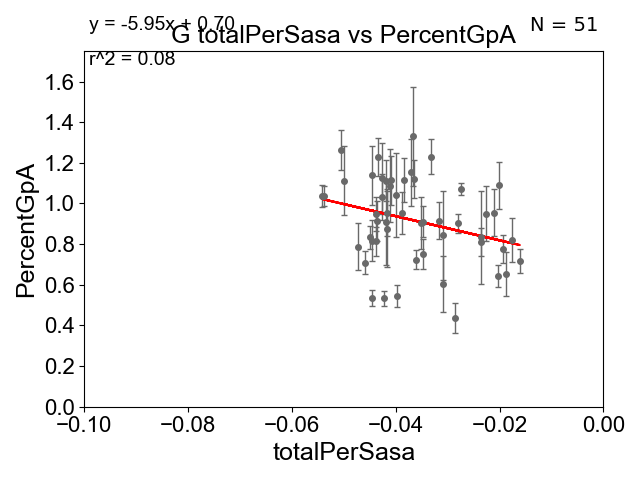 y = -5.95x + 0.70
G totalPerSasa vs PercentGpA
N = 51
r^2 = 0.08
PercentGpA
1.6
1.4
1.2
1.0
0.8
0.6
0.4
0.2
0.0
−0.10
−0.08
−0.06
−0.04
−0.02
0.00
totalPerSasa